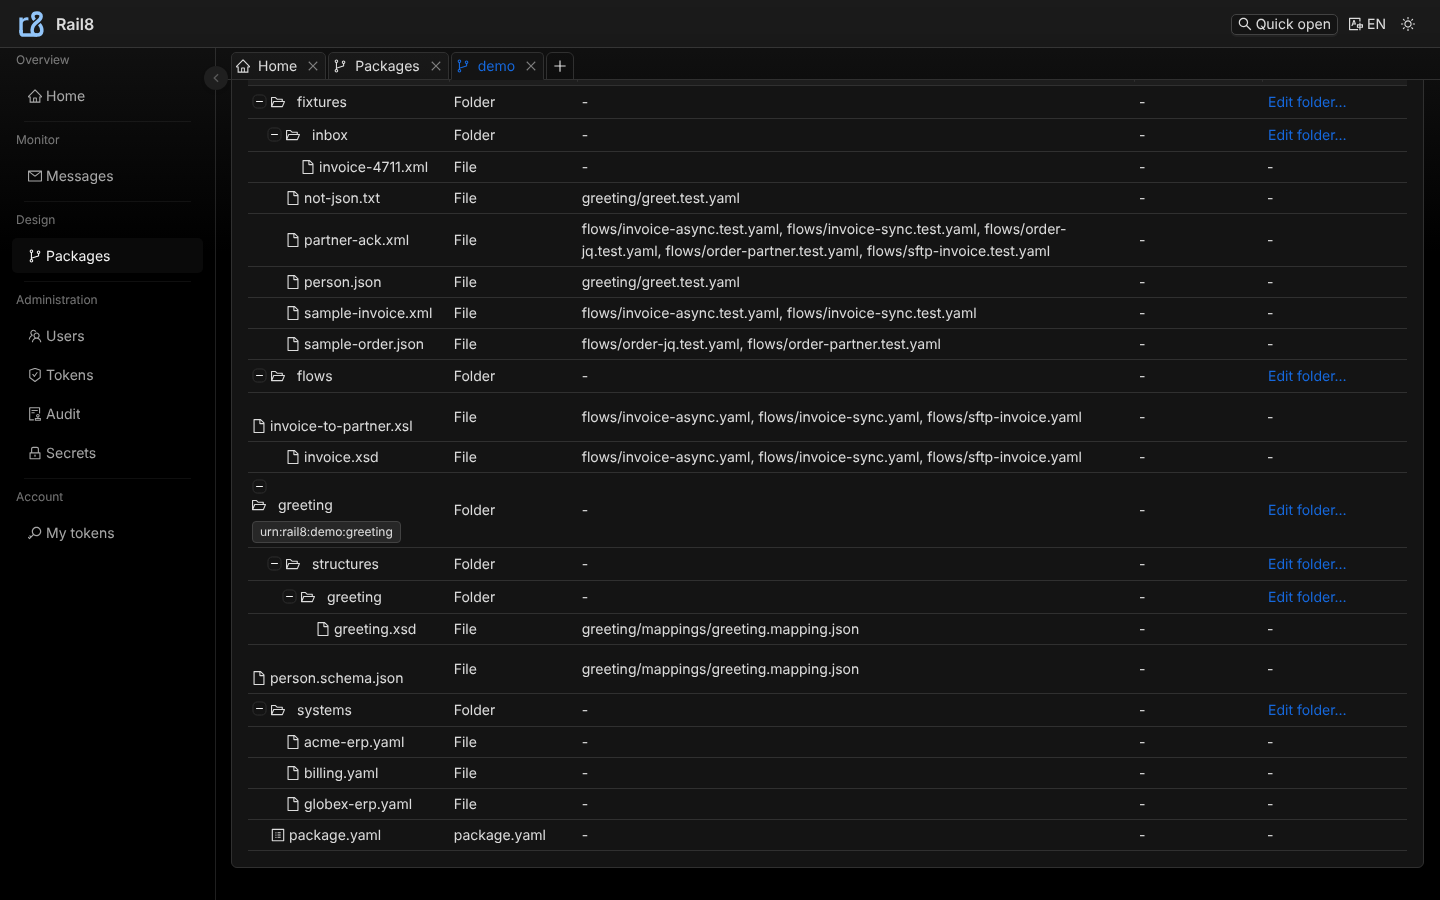 Rail8
Quick open
EN
Overview
Home
Monitor
Messages
Design
Packages
Administration
Users
Tokens
Audit
Secrets
Account
My tokens
Home
Packages
demo
fixtures Folder - - Edit folder...
inbox Folder - - Edit folder...
invoice-4711.xml File - - -
not-json.txt File greeting/greet.test.yaml - -
partner-ack.xml File flows/invoice-async.test.yaml, flows/invoice-sync.test.yaml, flows/order-
jq.test.yaml, flows/order-partner.test.yaml, flows/sftp-invoice.test.yaml - -
person.json File greeting/greet.test.yaml - -
sample-invoice.xml File flows/invoice-async.test.yaml, flows/invoice-sync.test.yaml - -
sample-order.json File flows/order-jq.test.yaml, flows/order-partner.test.yaml - -
flows Folder - - Edit folder...
invoice-to-partner.xsl File flows/invoice-async.yaml, flows/invoice-sync.yaml, flows/sftp-invoice.yaml - -
invoice.xsd File flows/invoice-async.yaml, flows/invoice-sync.yaml, flows/sftp-invoice.yaml - -
greeting Folder - - Edit folder...
urn:rail8:demo:greeting
structures Folder - - Edit folder...
greeting Folder - - Edit folder...
greeting.xsd File greeting/mappings/greeting.mapping.json - -
person.schema.json File greeting/mappings/greeting.mapping.json - -
systems Folder - - Edit folder...
acme-erp.yaml File - - -
billing.yaml File - - -
globex-erp.yaml File - - -
package.yaml package.yaml - - -